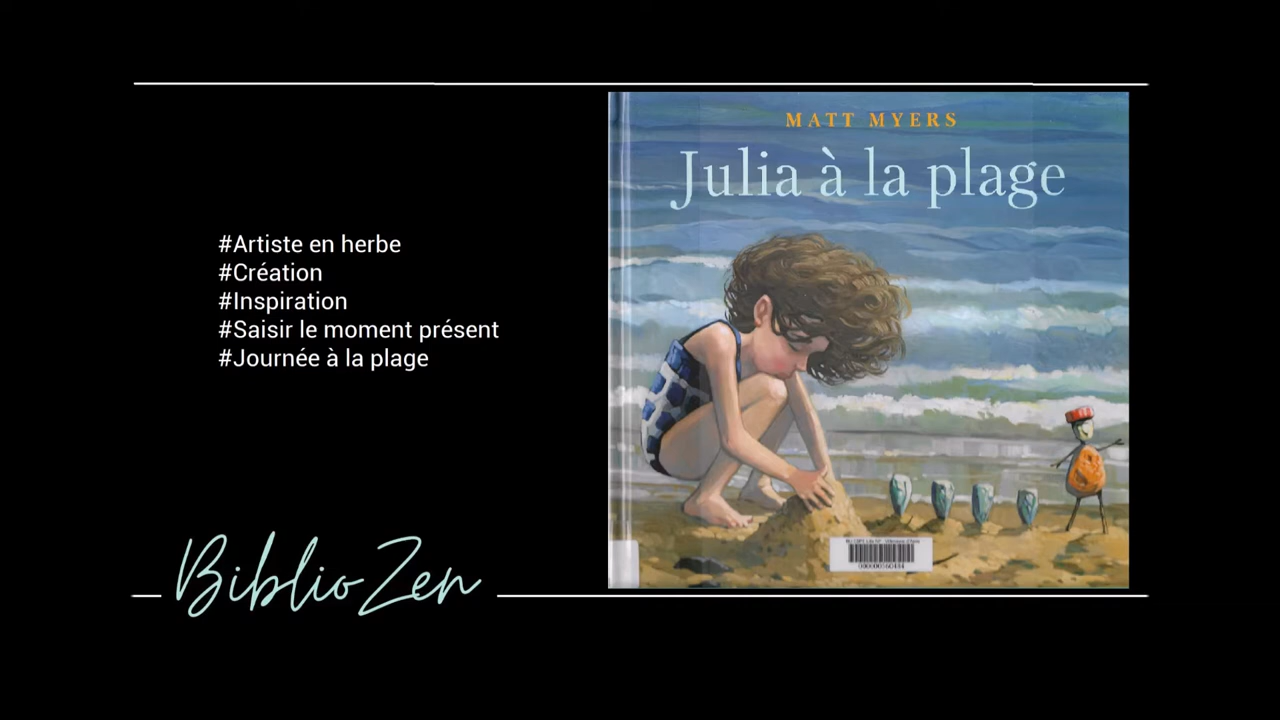 #Artiste en herbe
#Création
#Inspiration
#Saisir le moment présent
#Journée à la plage
BiblioZen
MATT MYERS
Julia à la plage